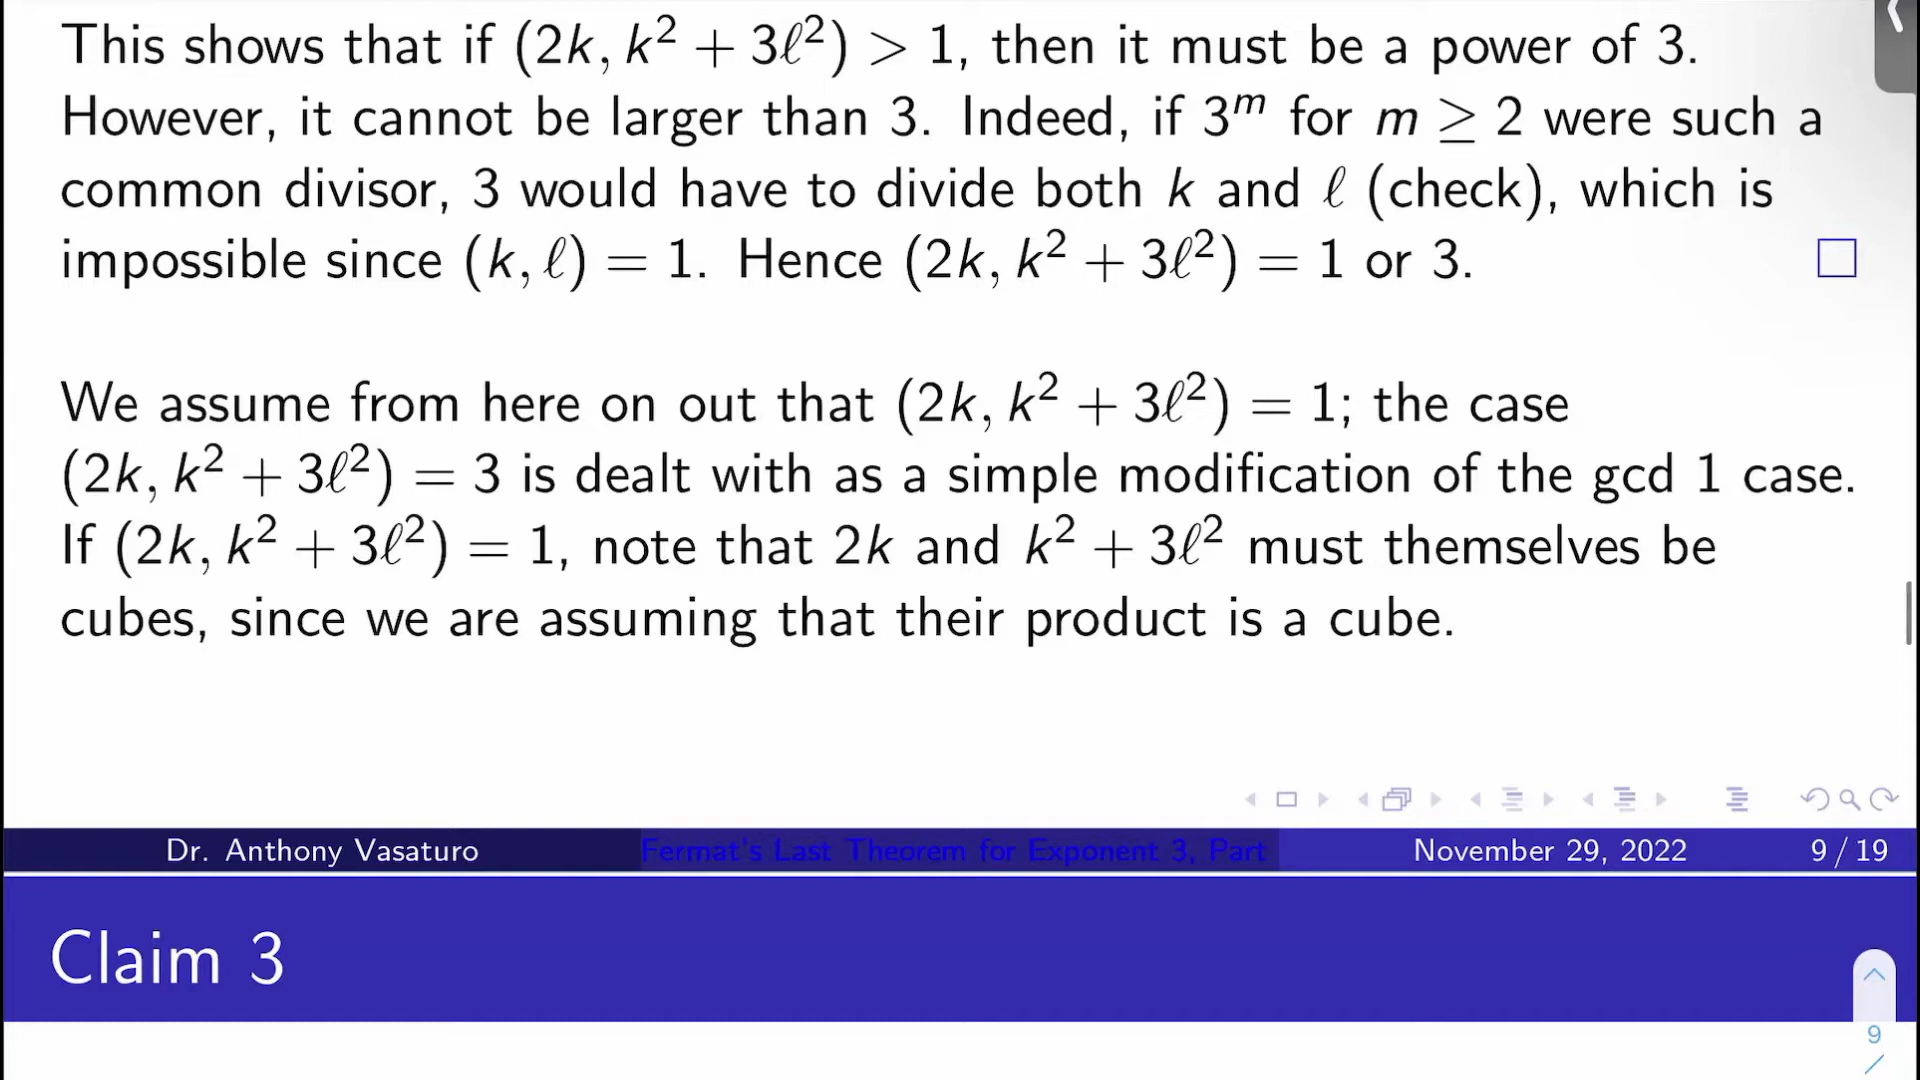 This shows that if (2k, k² + 3ℓ²) > 1, then it must be a power of 3.
However, it cannot be larger than 3. Indeed, if 3ᵐ for m ≥ 2 were such a
common divisor, 3 would have to divide both k and ℓ (check), which is
impossible since (k, ℓ) = 1. Hence (2k, k² + 3ℓ²) = 1 or 3.
We assume from here on out that (2k, k² + 3ℓ²) = 1; the case
(2k, k² + 3ℓ²) = 3 is dealt with as a simple modification of the gcd 1 case.
If (2k, k² + 3ℓ²) = 1, note that 2k and k² + 3ℓ² must themselves be
cubes, since we are assuming that their product is a cube.
Dr. Anthony Vasaturo Fermat's Last Theorem for Exponent 3, Part November 29, 2022 9 / 19
Claim 3
9
/